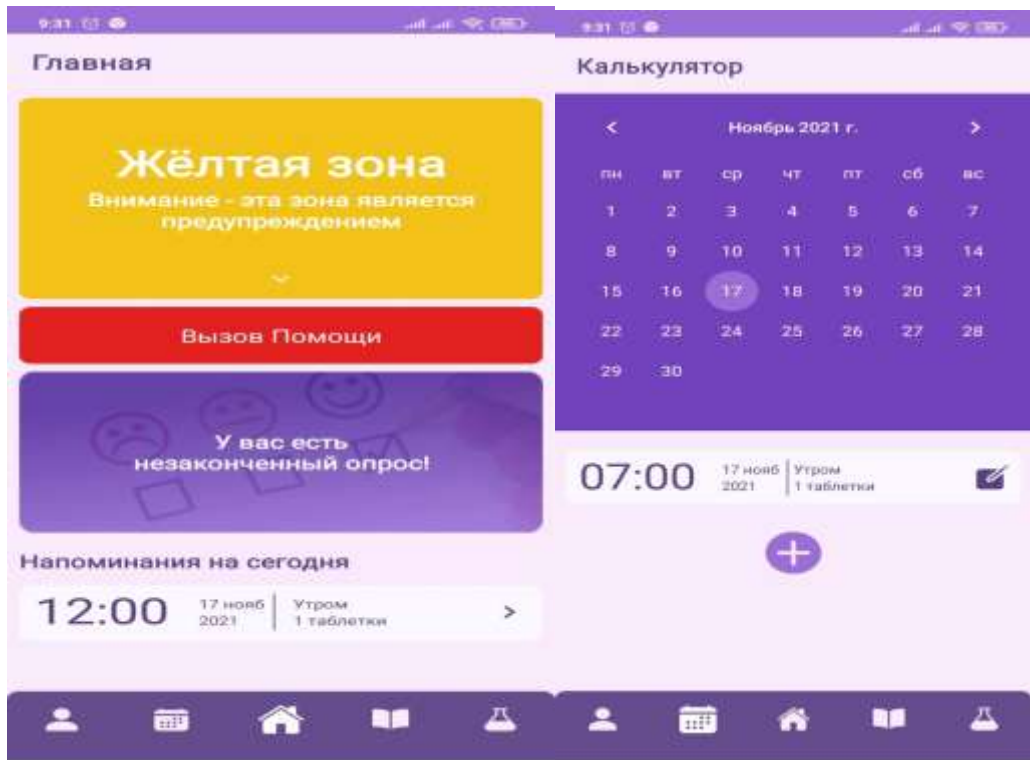 9:31
Главная
Жёлтая зона
Внимание - эта зона является
предупреждением
Вызов Помощи
У вас есть
незаконченный опрос!
Напоминания на сегодня
12:00
17 нояб
2021
Утром
1 таблетки
9:31
Калькулятор
Ноябрь 2021 г.
пн вт ср чт пт сб вс
1 2 3 4 5 6 7
8 9 10 11 12 13 14
15 16 17 18 19 20 21
22 23 24 25 26 27 28
29 30
07:00
17 нояб
2021
Утром
1 таблетки